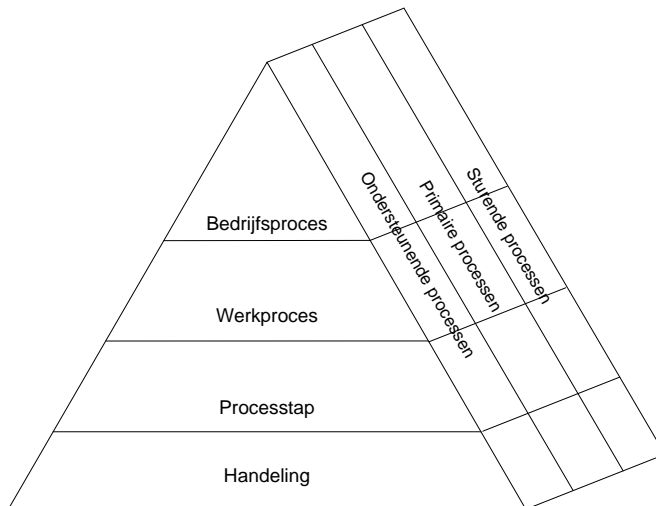 Bedrijfsproces
Werkproces
Processtap
Handeling
Ondersteunende processen
Primaire processen
Sturende processen